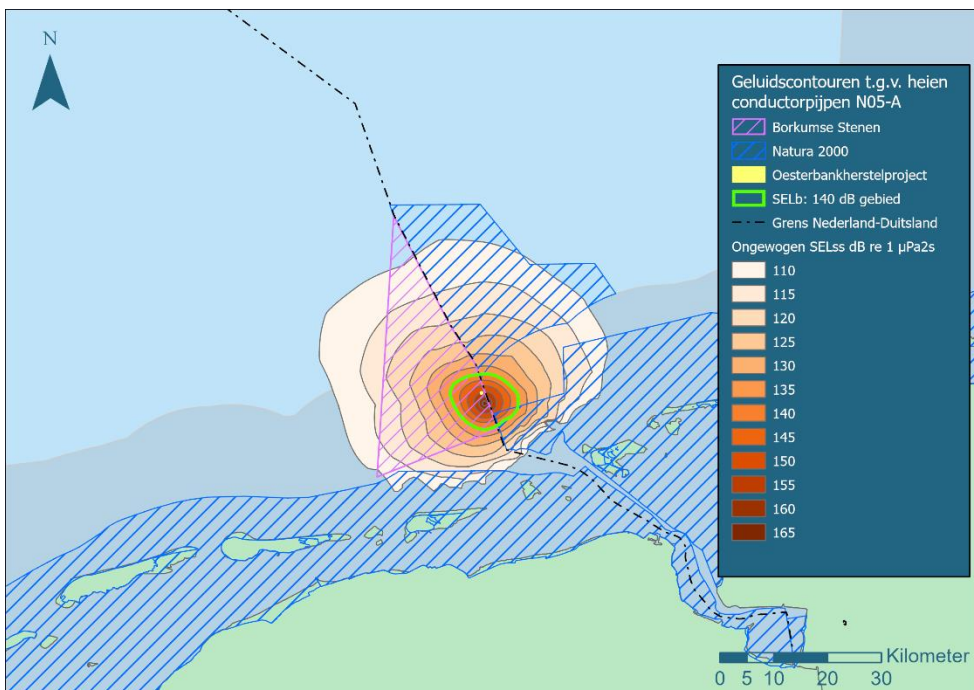 N
Geluidscontouren t.g.v. heien
conductorpijpen N05-A
Borkumse Stenen
Natura 2000
Oesterbankherstelproject
SELb: 140 dB gebied
Grens Nederland-Duitsland
Ongewogen SELss dB re 1 µPa2s
110
115
120
125
130
135
140
145
150
155
160
165
Kilometer
0 5 10 20 30